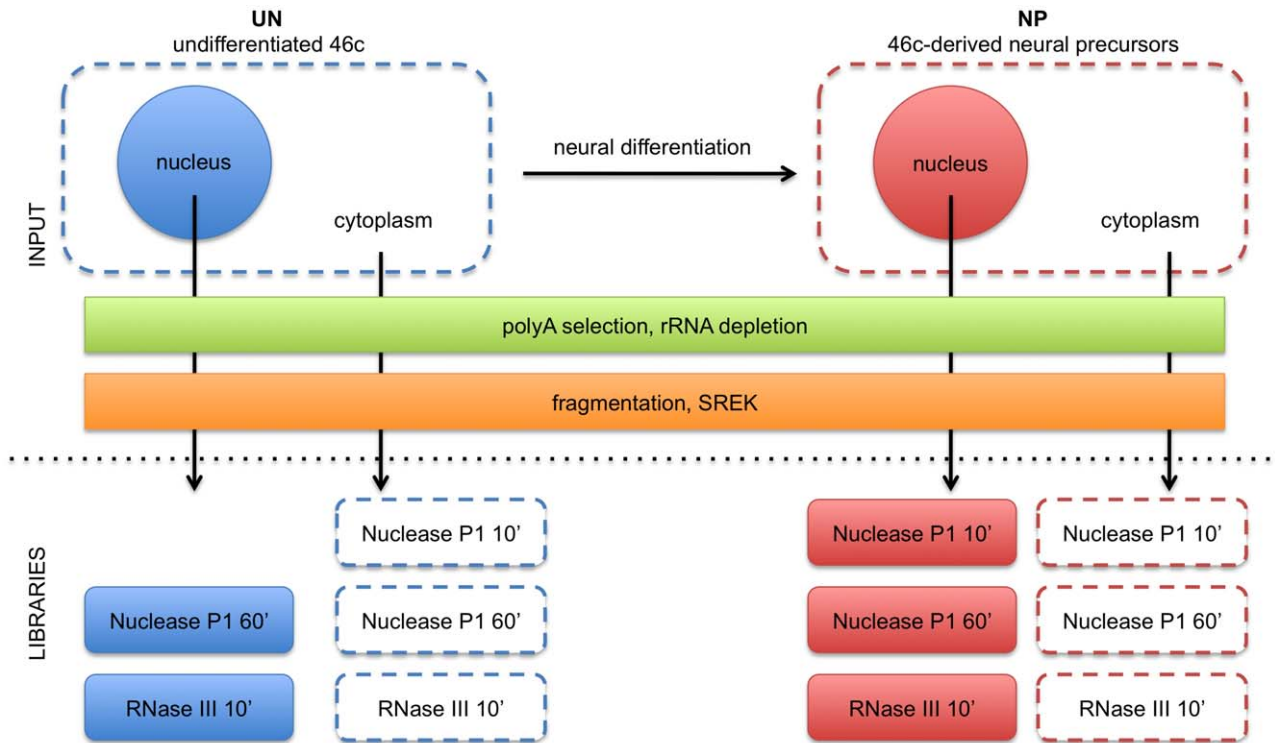 UN
undifferentiated 46c
NP
46c-derived neural precursors
INPUT
nucleus
cytoplasm
neural differentiation
nucleus
cytoplasm
polyA selection, rRNA depletion
fragmentation, SREK
LIBRARIES
Nuclease P1 10’
Nuclease P1 10’
Nuclease P1 10’
Nuclease P1 60’
Nuclease P1 60’
Nuclease P1 60’
Nuclease P1 60’
RNase III 10’
RNase III 10’
RNase III 10’
RNase III 10’